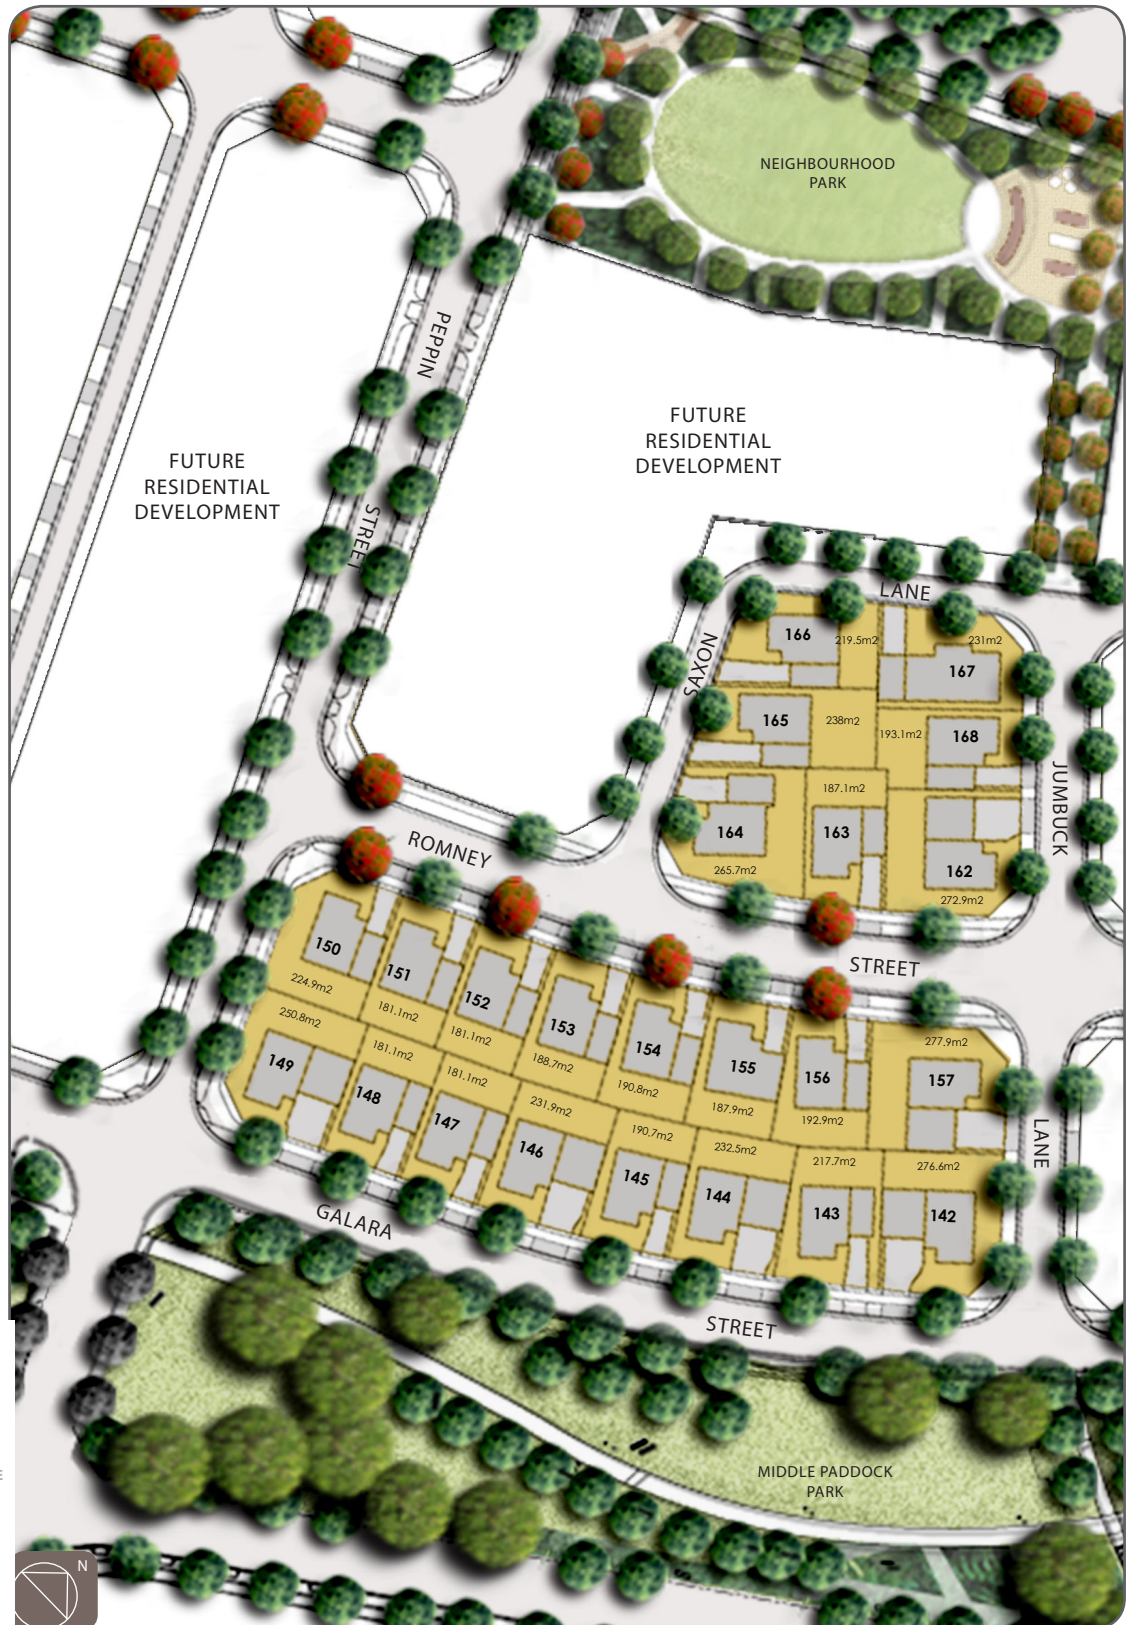 NEIGHBOURHOOD
PARK
PEPPIN
STREET
FUTURE
RESIDENTIAL
DEVELOPMENT
FUTURE
RESIDENTIAL
DEVELOPMENT
LANE
SAXON
166
219.5m2
231m2
167
165
238m2
193.1m2
168
187.1m2
164
163
162
265.7m2
272.9m2
JUMBUCK
ROMNEY
STREET
150
151
152
153
154
155
156
157
224.9m2
181.1m2
181.1m2
188.7m2
190.8m2
187.9m2
192.9m2
277.9m2
250.8m2
181.1m2
181.1m2
231.9m2
190.7m2
232.5m2
217.7m2
276.6m2
149
148
147
146
145
144
143
142
LANE
GALARA
STREET
MIDDLE PADDOCK
PARK
E
N